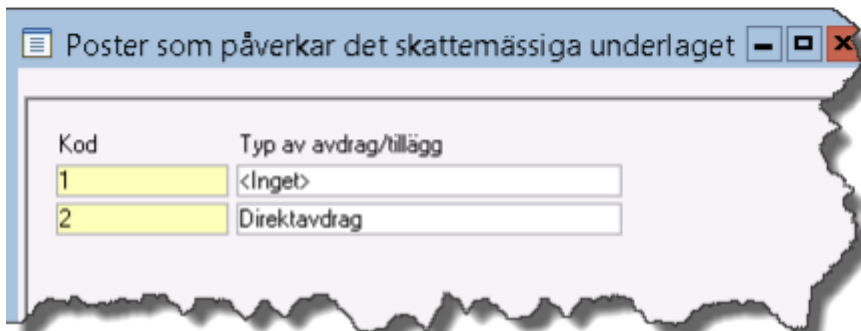 Poster som påverkar det skattemässiga underlaget
Kod Typ av avdrag/tillägg
1 <Inget>
2 Direktavdrag